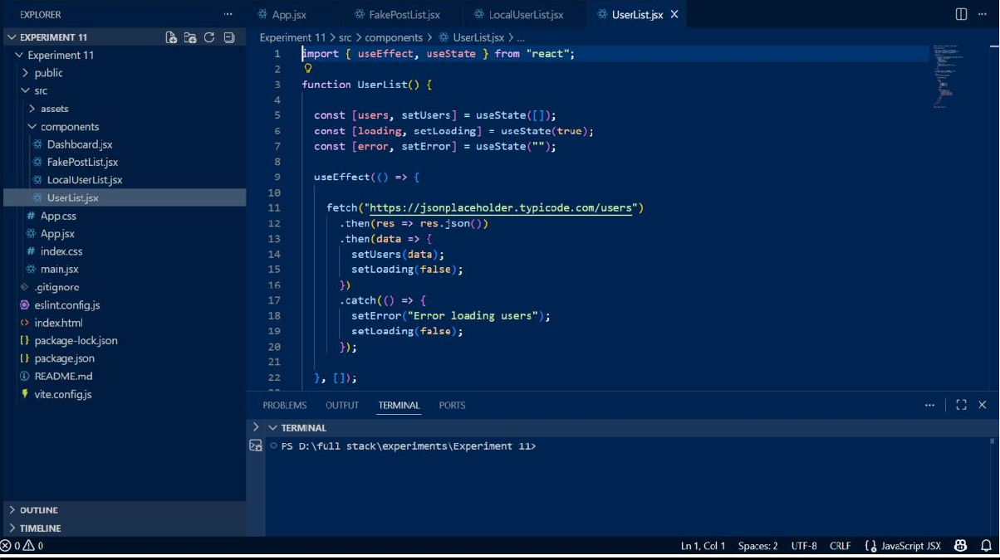 EXPLORER
EXPERIMENT 11
Experiment 11
public
src
assets
components
Dashboard.jsx
FakePostList.jsx
LocalUserList.jsx
UserList.jsx
App.css
App.jsx
index.css
main.jsx
.gitignore
eslint.config.js
index.html
package-lock.json
package.json
README.md
vite.config.js
OUTLINE
TIMELINE
App.jsx FakePostList.jsx LocalUserList.jsx UserList.jsx
Experiment 11 > src > components > UserList.jsx > ...
1 import { useEffect, useState } from "react";
2
3 function UserList() {
4
5 const [users, setUsers] = useState([]);
6 const [loading, setLoading] = useState(true);
7 const [error, setError] = useState("");
8
9 useEffect(() => {
10
11 fetch("https://jsonplaceholder.typicode.com/users")
12 .then(res => res.json())
13 .then(data => {
14 setUsers(data);
15 setLoading(false);
16 })
17 .catch(() => {
18 setError("Error loading users");
19 setLoading(false);
20 });
21
22 }, []);
PROBLEMS OUTPUT TERMINAL PORTS
TERMINAL
PS D:\full stack\experiments\Experiment 11>
0 0 Ln 1, Col 1 Spaces: 2 UTF-8 CRLF JavaScript JSX